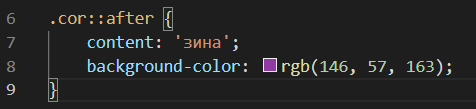 6 .cor::after {
7 content: 'зина';
8 background-color: rgb(146, 57, 163);
9 }